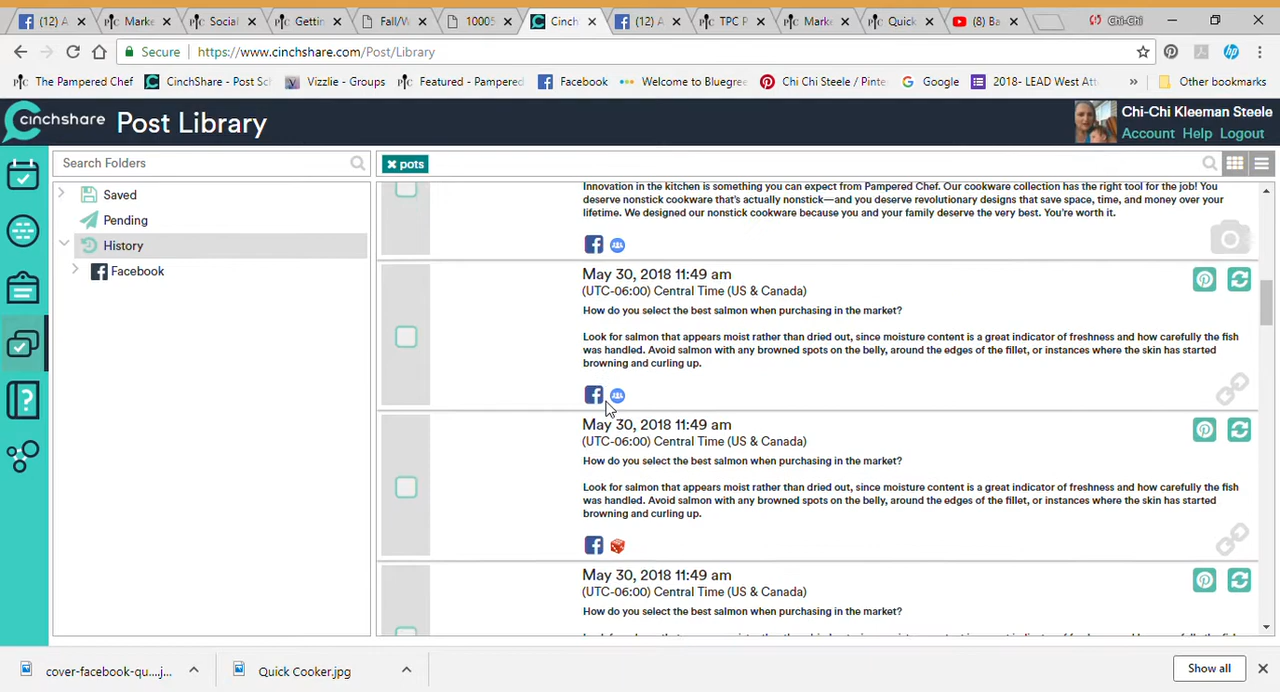 (12) A
P|C Marke
P|C Social
P|C Gettin
Fall/W
10005
Cinch
(12) A
P|C TPC P
P|C Marke
P|C Quick
(8) Ba
Chi-Chi
Secure https://www.cinchshare.com/Post/Library
P|C The Pampered Chef
CinchShare - Post Sch
Vizzlie - Groups
P|C Featured - Pampered
Facebook
Welcome to Bluegre
Chi Chi Steele / Pinte
Google
2018- LEAD West Att
» Other bookmarks
cinchshare Post Library
Chi-Chi Kleeman Steele
Account Help Logout
Search Folders
pots
Saved
Pending
History
Facebook
Innovation in the kitchen is something you can expect from Pampered Chef. Our cookware collection has the right tool for the job! You
deserve nonstick cookware that's actually nonstick—and you deserve revolutionary designs that save space, time, and money over your
lifetime. We designed our nonstick cookware because you and your family deserve the very best. You're worth it.
May 30, 2018 11:49 am
(UTC-06:00) Central Time (US & Canada)
How do you select the best salmon when purchasing in the market?
Look for salmon that appears moist rather than dried out, since moisture content is a great indicator of freshness and how carefully the fish
was handled. Avoid salmon with any browned spots on the belly, around the edges of the fillet, or instances where the skin has started
browning and curling up.
May 30, 2018 11:49 am
(UTC-06:00) Central Time (US & Canada)
How do you select the best salmon when purchasing in the market?
Look for salmon that appears moist rather than dried out, since moisture content is a great indicator of freshness and how carefully the fish
was handled. Avoid salmon with any browned spots on the belly, around the edges of the fillet, or instances where the skin has started
browning and curling up.
May 30, 2018 11:49 am
(UTC-06:00) Central Time (US & Canada)
How do you select the best salmon when purchasing in the market?
cover-facebook-qu....j...
Quick Cooker.jpg
Show all